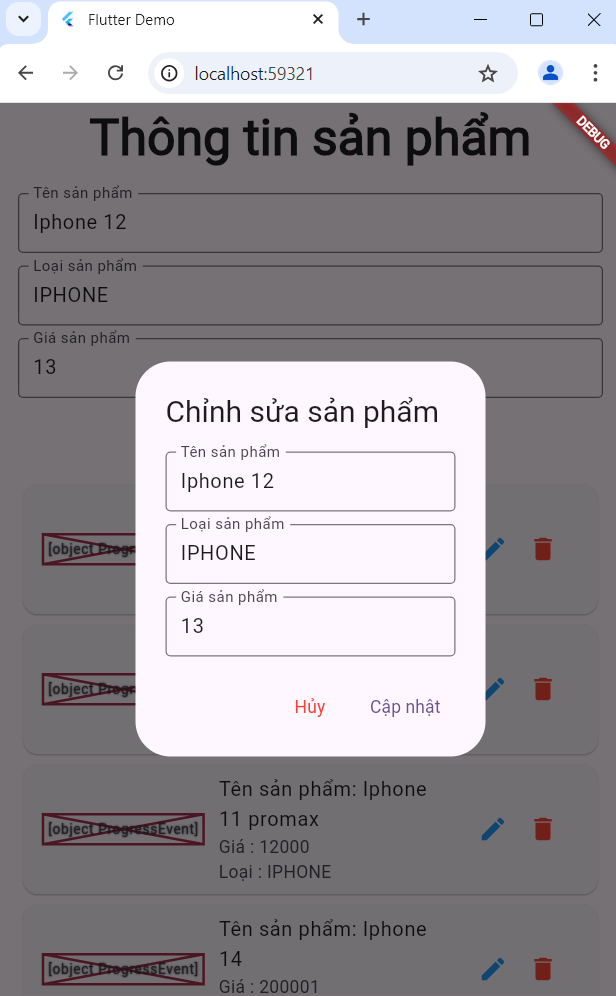 Flutter Demo
localhost:59321
DEBUG
Thông tin sản phẩm
Tên sản phẩm
Iphone 12
Loại sản phẩm
IPHONE
Giá sản phẩm
13
Chỉnh sửa sản phẩm
Tên sản phẩm
Iphone 12
Loại sản phẩm
IPHONE
Giá sản phẩm
13
Hủy
Cập nhật
[object Progr
[object Progr
[object ProgressEvent]
Tên sản phẩm: Iphone
11 promax
Giá : 12000
Loại : IPHONE
[object ProgressEvent]
Tên sản phẩm: Iphone
14
Giá : 200001